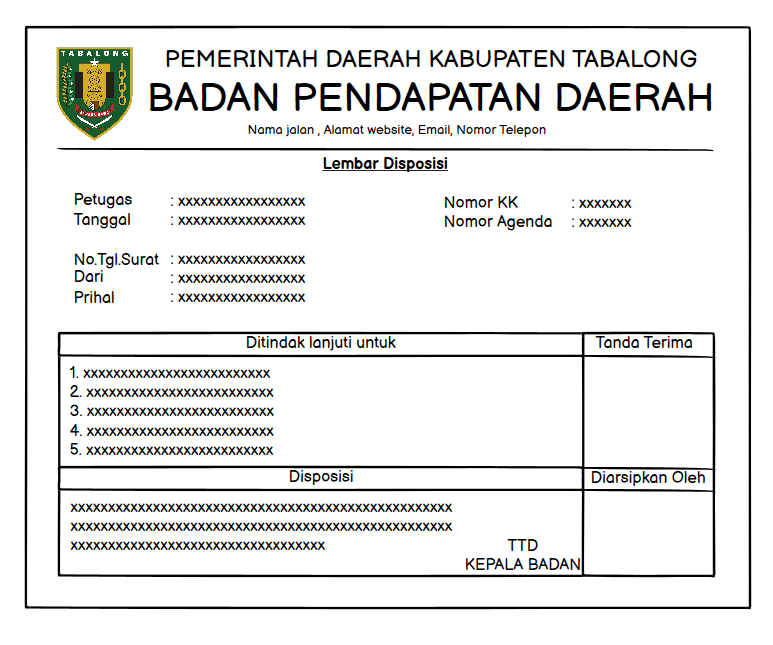 TABALONG
PEMERINTAH DAERAH KABUPATEN TABALONG
BADAN PENDAPATAN DAERAH
Nama jalan , Alamat website, Email, Nomor Telepon
Lembar Disposisi
Petugas : xxxxxxxxxxxxxxxxx Nomor KK : xxxxxxx
Tanggal : xxxxxxxxxxxxxxxxx Nomor Agenda : xxxxxxx
No.Tgl.Surat : xxxxxxxxxxxxxxxxx
Dari : xxxxxxxxxxxxxxxxx
Prihal : xxxxxxxxxxxxxxxxx
Ditindak lanjuti untuk Tanda Terima
1. xxxxxxxxxxxxxxxxxxxxxxxxx
2. xxxxxxxxxxxxxxxxxxxxxxxxx
3. xxxxxxxxxxxxxxxxxxxxxxxxx
4. xxxxxxxxxxxxxxxxxxxxxxxxx
5. xxxxxxxxxxxxxxxxxxxxxxxxx
Disposisi Diarsipkan Oleh
xxxxxxxxxxxxxxxxxxxxxxxxxxxxxxxxxxxxxxxxxxxxxxxxxxx
xxxxxxxxxxxxxxxxxxxxxxxxxxxxxxxxxxxxxxxxxxxxxxxxxxx
xxxxxxxxxxxxxxxxxxxxxxxxxxxxxxxxxx TTD
KEPALA BADAN